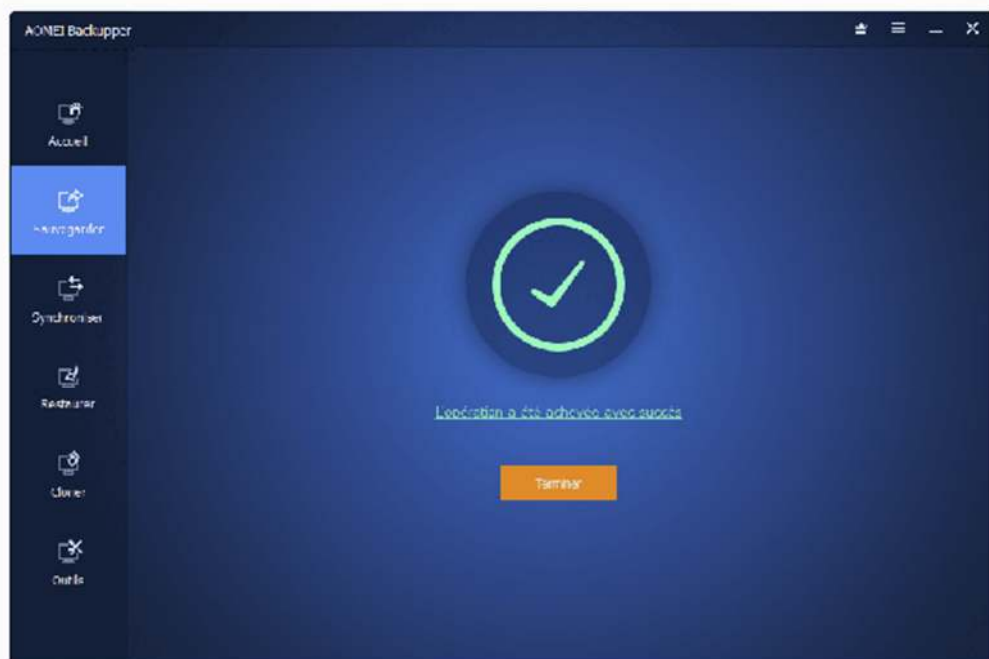 AOMEI Backupper
Accueil
Sauvegarder
Synchroniser
Restaurer
Cloner
Outils
L'opération a été achevée avec succès
Terminer